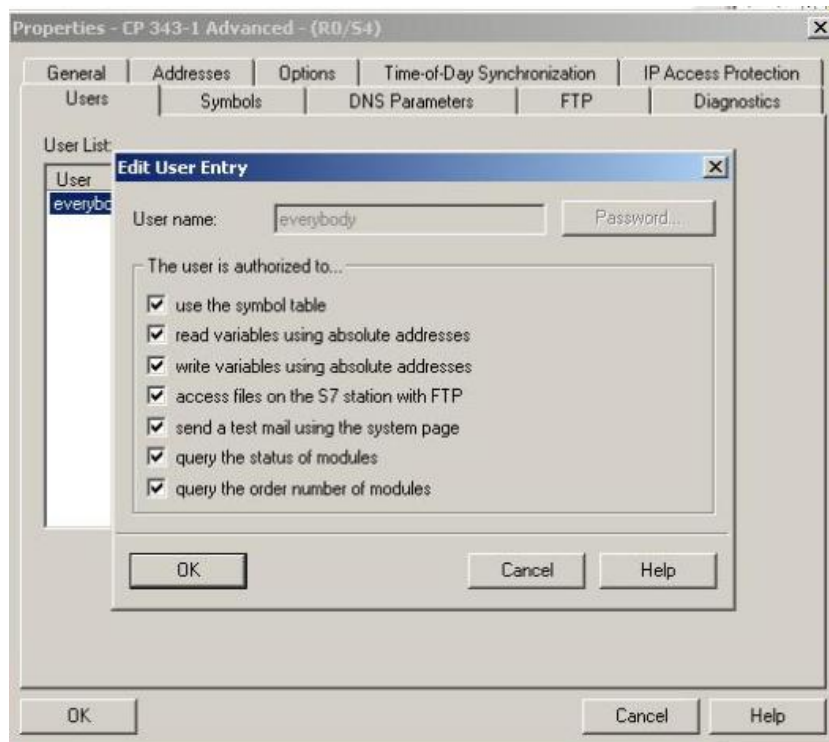 Properties - CP 343-1 Advanced - (R0/S4)
General Addresses Options Time-of-Day Synchronization IP Access Protection
Users Symbols DNS Parameters FTP Diagnostics
User List:
User
everybo
Edit User Entry
User name: everybody Password...
The user is authorized to...
use the symbol table
read variables using absolute addresses
write variables using absolute addresses
access files on the S7 station with FTP
send a test mail using the system page
query the status of modules
query the order number of modules
OK Cancel Help
OK Cancel Help